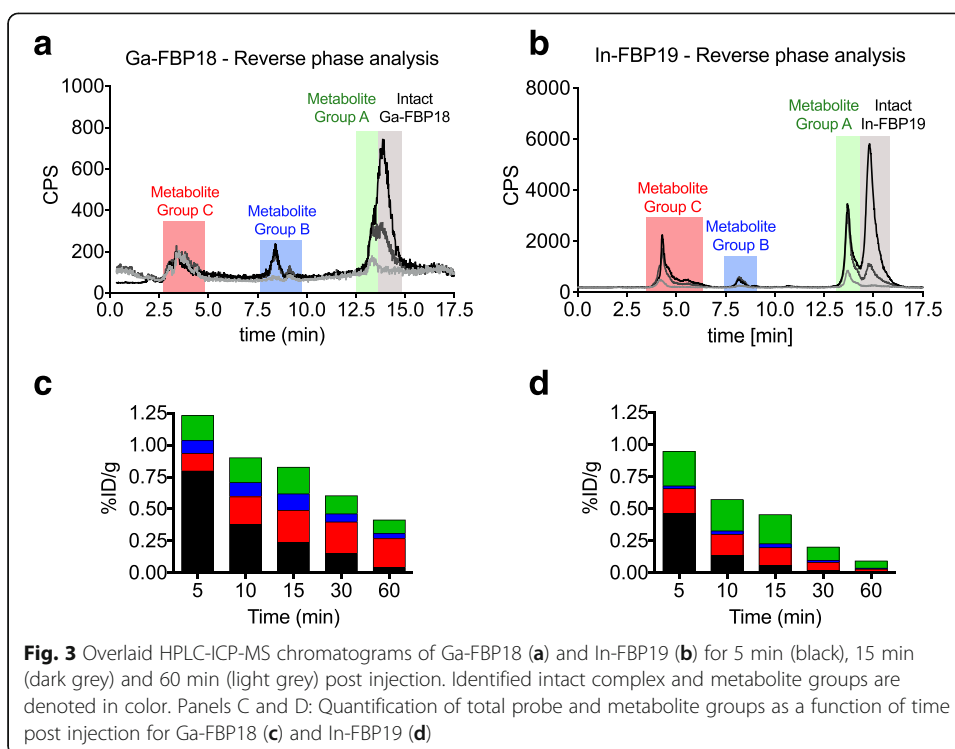 a
Ga-FBP18 - Reverse phase analysis
1000
800
600
400
200
0
CPS
Metabolite
Group A
Intact
Ga-FBP18
Metabolite
Group C
Metabolite
Group B
0.0 2.5 5.0 7.5 10.0 12.5 15.0 17.5
time (min)
b
In-FBP19 - Reverse phase analysis
8000
6000
4000
2000
0
CPS
Metabolite
Group A
Intact
In-FBP19
Metabolite
Group C
Metabolite
Group B
0.0 2.5 5.0 7.5 10.0 12.5 15.0 17.5
time [min]
c
1.25
1.00
0.75
0.50
0.25
0.00
%ID/g
5 10 15 30 60
Time (min)
d
1.25
1.00
0.75
0.50
0.25
0.00
%ID/g
5 10 15 30 60
Time (min)
Fig. 3 Overlaid HPLC-ICP-MS chromatograms of Ga-FBP18 (a) and In-FBP19 (b) for 5 min (black), 15 min
(dark grey) and 60 min (light grey) post injection. Identified intact complex and metabolite groups are
denoted in color. Panels C and D: Quantification of total probe and metabolite groups as a function of time
post injection for Ga-FBP18 (c) and In-FBP19 (d)